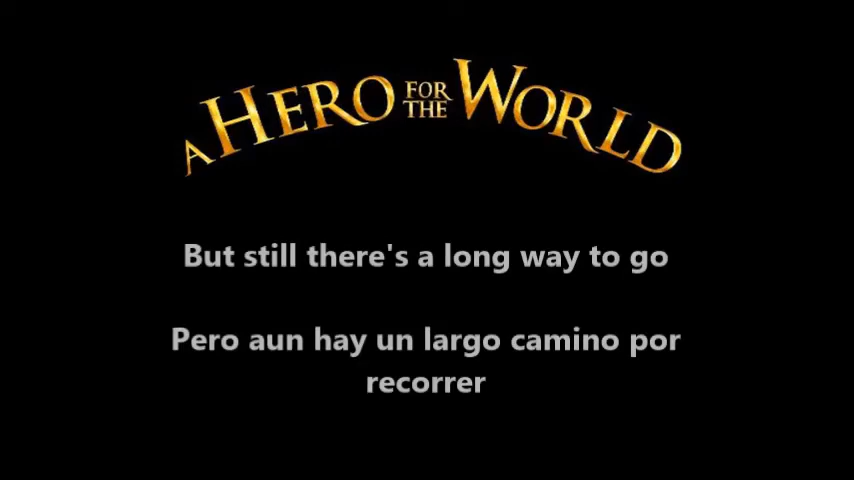 A HERO FOR THE WORLD
But still there's a long way to go
Pero aun hay un largo camino por
recorrer